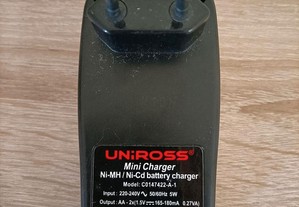 UNiROSS
Mini Charger
Ni-MH / Ni-Cd battery charger
Model: C0147422-A-1
Input : 220-240V ∿ 50/60Hz 5W
Output : AA - 2x(1.5V ⎓ 165-180mA 0.27VA)